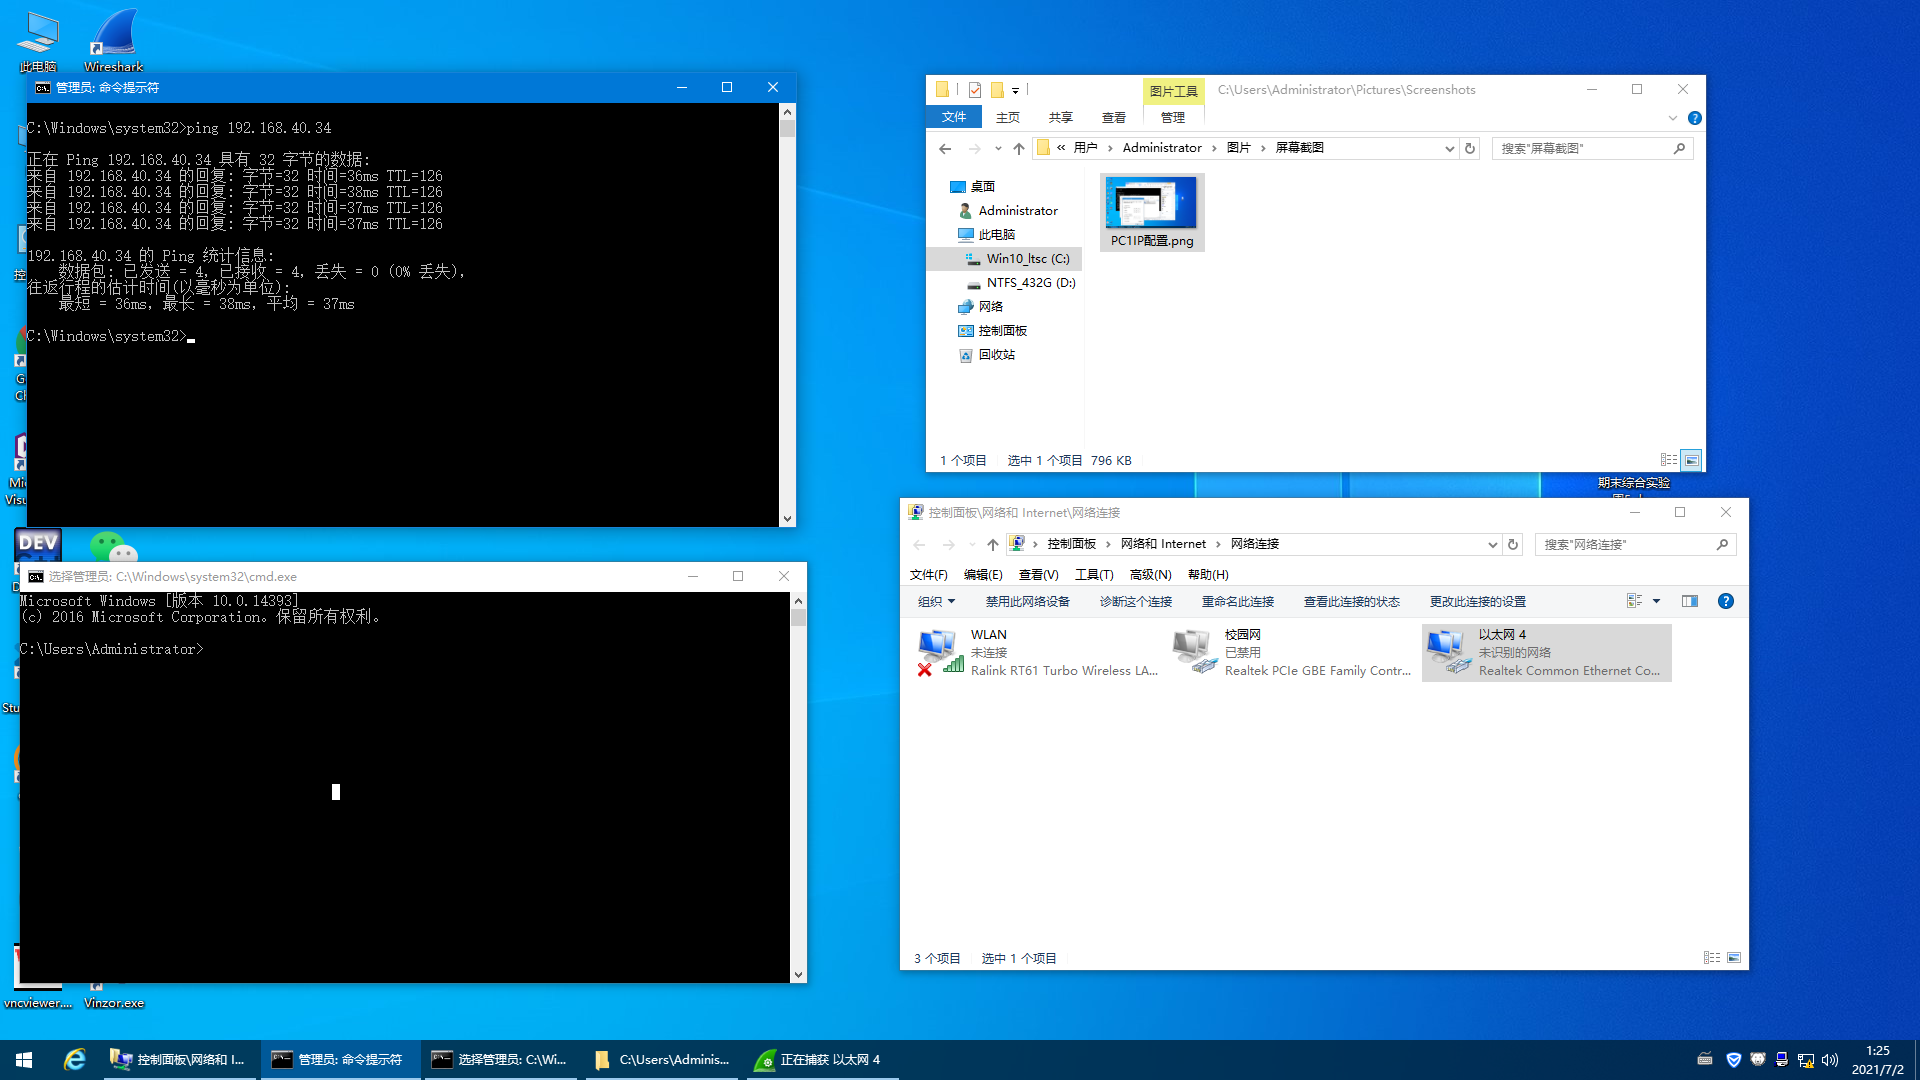 此电脑
Wireshark
管理员: 命令提示符
C:\Windows\system32>ping 192.168.40.34
正在 Ping 192.168.40.34 具有 32 字节的数据:
来自 192.168.40.34 的回复: 字节=32 时间=36ms TTL=126
来自 192.168.40.34 的回复: 字节=32 时间=38ms TTL=126
来自 192.168.40.34 的回复: 字节=32 时间=37ms TTL=126
来自 192.168.40.34 的回复: 字节=32 时间=37ms TTL=126
192.168.40.34 的 Ping 统计信息:
数据包: 已发送 = 4, 已接收 = 4, 丢失 = 0 (0% 丢失),
往返行程的估计时间(以毫秒为单位):
最短 = 36ms, 最长 = 38ms, 平均 = 37ms
C:\Windows\system32>
DEV
选择管理员: C:\Windows\system32\cmd.exe
Microsoft Windows [版本 10.0.14393]
(c) 2016 Microsoft Corporation。保留所有权利。
C:\Users\Administrator>
vncviewer....
Vinzor.exe
图片工具
C:\Users\Administrator\Pictures\Screenshots
文件 主页 共享 查看 管理
« 用户 › Administrator › 图片 › 屏幕截图
搜索"屏幕截图"
桌面
Administrator
此电脑
Win10_ltsc (C:)
NTFS_432G (D:)
网络
控制面板
回收站
PC1IP配置.png
1 个项目 选中 1 个项目 796 KB
期末综合实验
控制面板\网络和 Internet\网络连接
› 控制面板 › 网络和 Internet › 网络连接
搜索"网络连接"
文件(F) 编辑(E) 查看(V) 工具(T) 高级(N) 帮助(H)
组织 禁用此网络设备 诊断这个连接 重命名此连接 查看此连接的状态 更改此连接的设置
WLAN
未连接
Ralink RT61 Turbo Wireless LA...
校园网
已禁用
Realtek PCIe GBE Family Contr...
以太网 4
未识别的网络
Realtek Common Ethernet Co...
3 个项目 选中 1 个项目
控制面板\网络和 I...
管理员: 命令提示符
选择管理员: C:\Wi...
C:\Users\Adminis...
正在捕获 以太网 4
1:25
2021/7/2